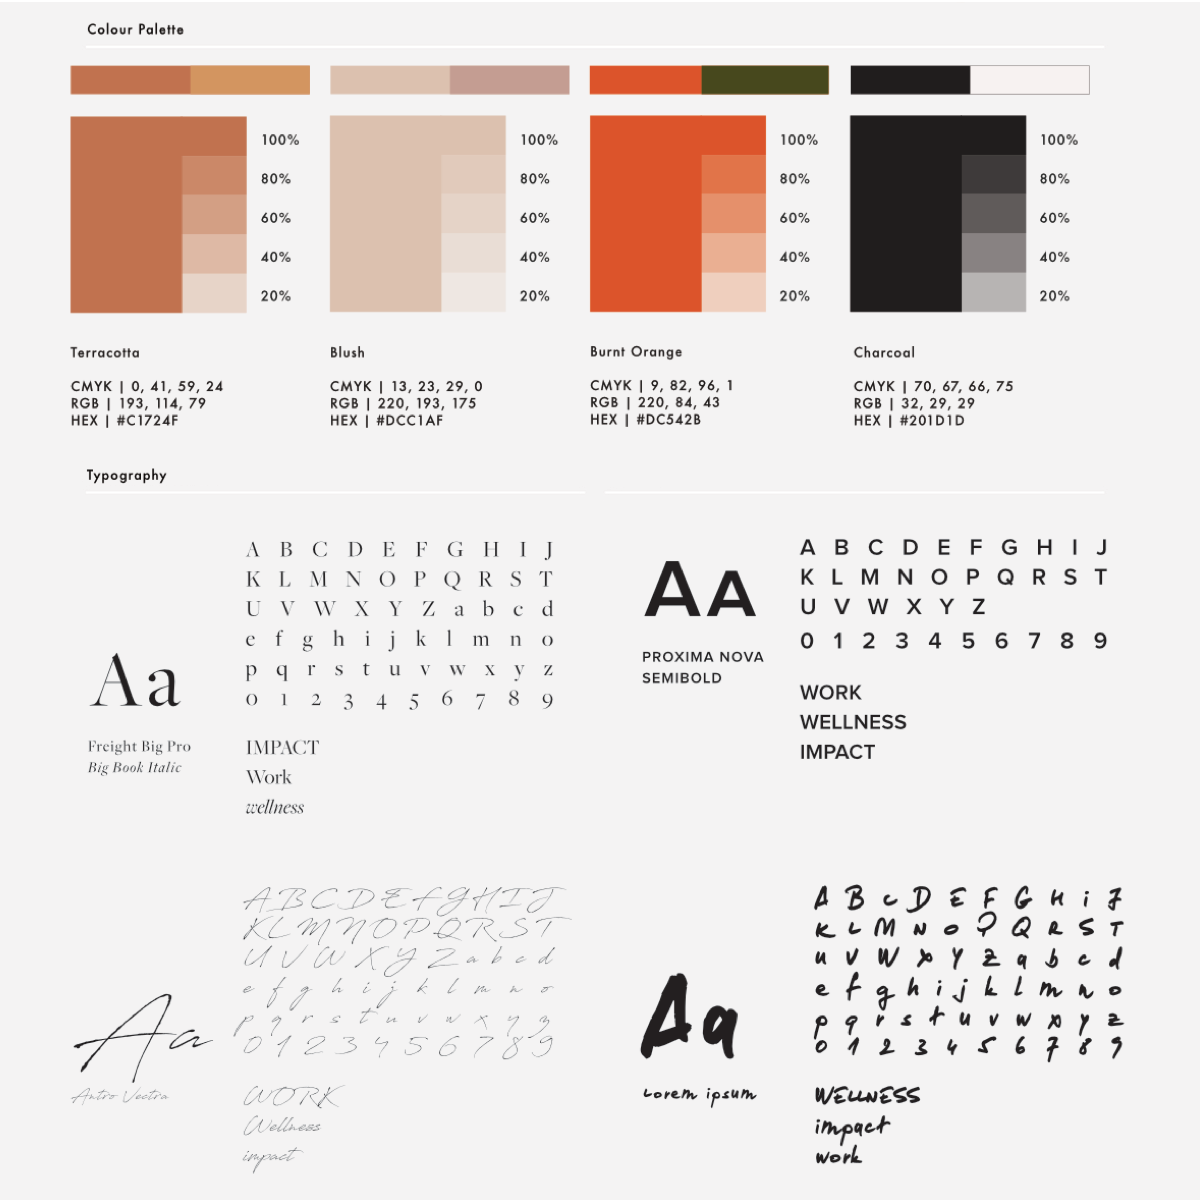 Colour Palette
100%
80%
60%
40%
20%
Terracotta
CMYK | 0, 41, 59, 24
RGB | 193, 114, 79
HEX | #C1724F
100%
80%
60%
40%
20%
Blush
CMYK | 13, 23, 29, 0
RGB | 220, 193, 175
HEX | #DCC1AF
100%
80%
60%
40%
20%
Burnt Orange
CMYK | 9, 82, 96, 1
RGB | 220, 84, 43
HEX | #DC542B
100%
80%
60%
40%
20%
Charcoal
CMYK | 70, 67, 66, 75
RGB | 32, 29, 29
HEX | #201D1D
Typography
Aa
Freight Big Pro
Big Book Italic
A B C D E F G H I J
K L M N O P Q R S T
U V W X Y Z a b c d
e f g h i j k l m n o
p q r s t u v w x y z
0 1 2 3 4 5 6 7 8 9
IMPACT
Work
wellness
AA
PROXIMA NOVA
SEMIBOLD
A B C D E F G H I J
K L M N O P Q R S T
U V W X Y Z
0 1 2 3 4 5 6 7 8 9
WORK
WELLNESS
IMPACT
Aa
Antro Vectra
A B C D E F G H I J
K L M N O P Q R S T
U V W X Y Z a b c d
e f g h i j k l m n o
p q r s t u v w x y z
0 1 2 3 4 5 6 7 8 9
WORK
Wellness
impact
Aa
Lorem ipsum
A B C D E F G H i J
K L M N O P Q R S T
U V W X Y Z a b c d
e f g h i j k l m n o
p q r s t u v w x y z
0 1 2 3 4 5 6 7 8 9
WELLNESS
impact
work